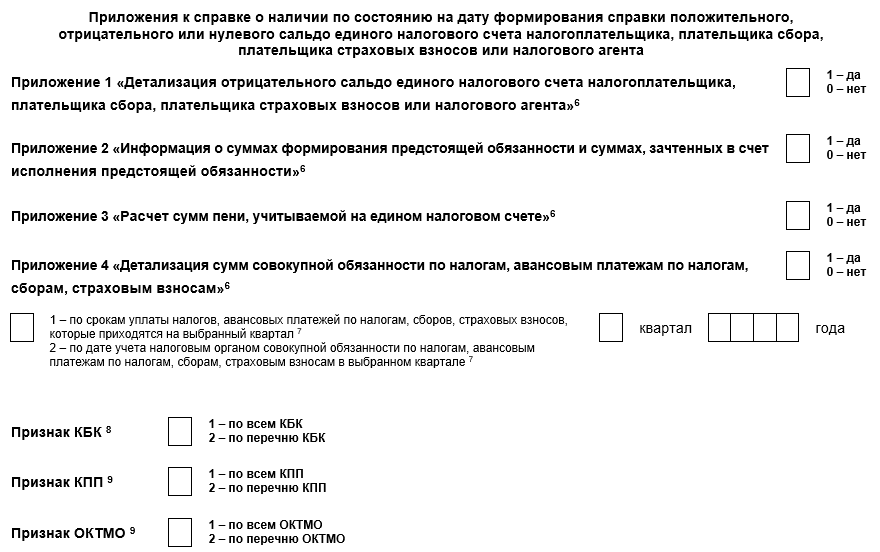 Приложения к справке о наличии по состоянию на дату формирования справки положительного,
отрицательного или нулевого сальдо единого налогового счета налогоплательщика, плательщика сбора,
плательщика страховых взносов или налогового агента
Приложение 1 «Детализация отрицательного сальдо единого налогового счета налогоплательщика,
плательщика сбора, плательщика страховых взносов или налогового агента»⁶
1 – да
0 – нет
Приложение 2 «Информация о суммах формирования предстоящей обязанности и суммах, зачтенных в счет
исполнения предстоящей обязанности»⁶
1 – да
0 – нет
Приложение 3 «Расчет сумм пени, учитываемой на едином налоговом счете»⁶
1 – да
0 – нет
Приложение 4 «Детализация сумм совокупной обязанности по налогам, авансовым платежам по налогам,
сборам, страховым взносам»⁶
1 – да
0 – нет
1 – по срокам уплаты налогов, авансовых платежей по налогам, сборов, страховых взносов,
которые приходятся на выбранный квартал ⁷
2 – по дате учета налоговым органом совокупной обязанности по налогам, авансовым
платежам по налогам, сборам, страховым взносам в выбранном квартале ⁷
квартал
года
Признак КБК ⁸
1 – по всем КБК
2 – по перечню КБК
Признак КПП ⁹
1 – по всем КПП
2 – по перечню КПП
Признак ОКТМО ⁹
1 – по всем ОКТМО
2 – по перечню ОКТМО